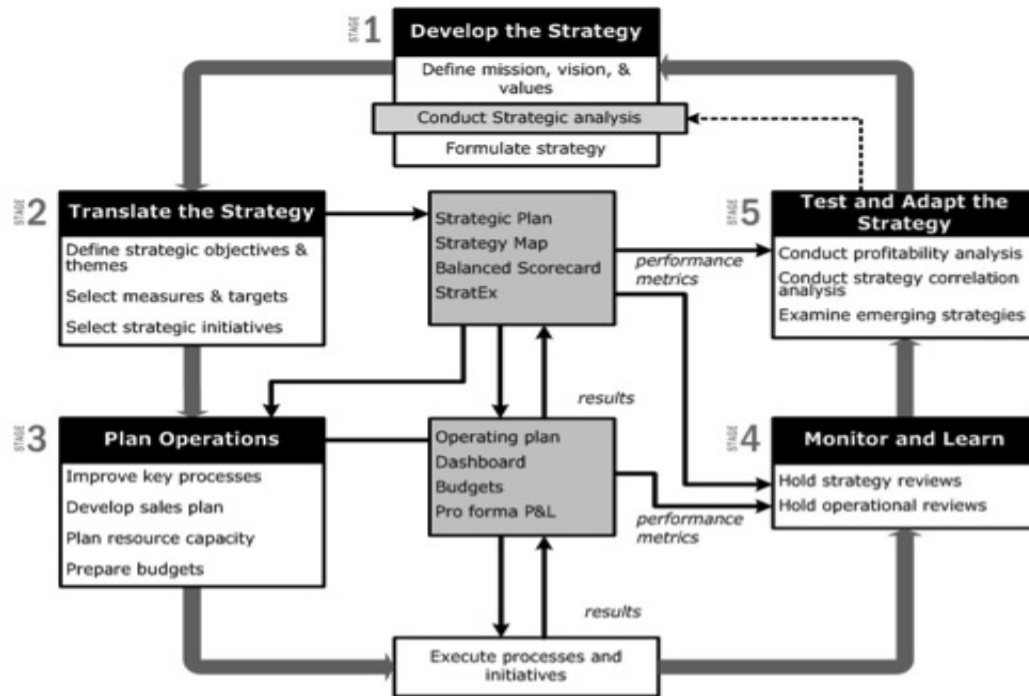 STAGE 1
Develop the Strategy
Define mission, vision, &
values
Conduct Strategic analysis
Formulate strategy
STAGE 2
Translate the Strategy
Define strategic objectives &
themes
Select measures & targets
Select strategic initiatives
Strategic Plan
Strategy Map
Balanced Scorecard
StratEx
performance
metrics
STAGE 5
Test and Adapt the
Strategy
Conduct profitability analysis
Conduct strategy correlation
analysis
Examine emerging strategies
results
STAGE 3
Plan Operations
Improve key processes
Develop sales plan
Plan resource capacity
Prepare budgets
Operating plan
Dashboard
Budgets
Pro forma P&L
performance
metrics
STAGE 4
Monitor and Learn
Hold strategy reviews
Hold operational reviews
results
Execute processes and
initiatives